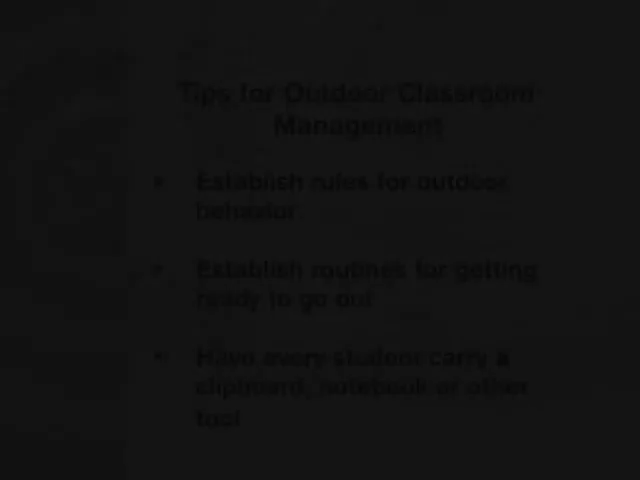 Tips for Outdoor Classroom
Management
• Establish rules for outdoor
behavior
• Establish routines for getting
ready to go out
• Have every student carry a
clipboard, notebook or other
tool